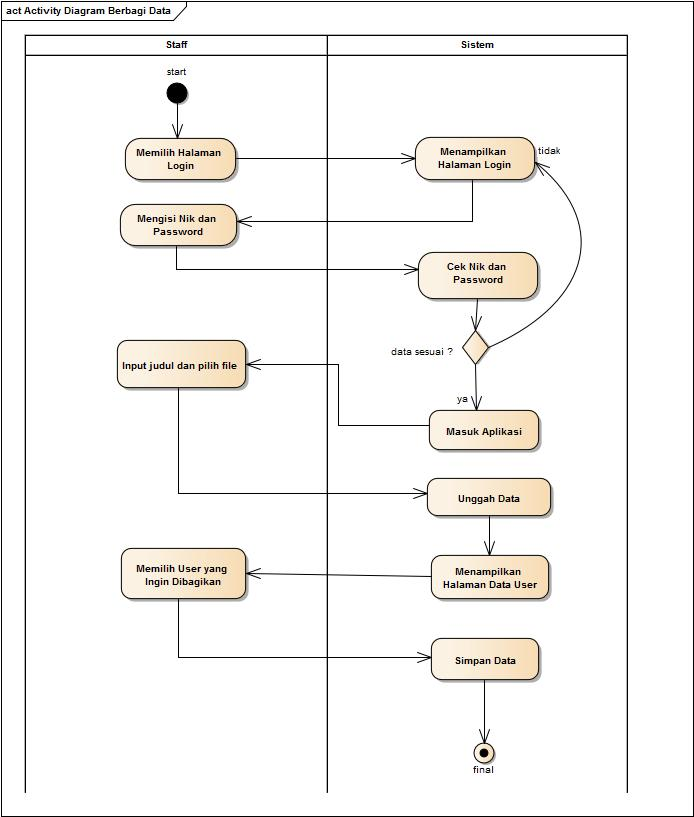 act Activity Diagram Berbagi Data
Staff
Sistem
start
Memilih Halaman
Login
Menampilkan
Halaman Login
tidak
Mengisi Nik dan
Password
Cek Nik dan
Password
data sesuai ?
Input judul dan pilih file
ya
Masuk Aplikasi
Unggah Data
Menampilkan
Halaman Data User
Memilih User yang
Ingin Dibagikan
Simpan Data
final